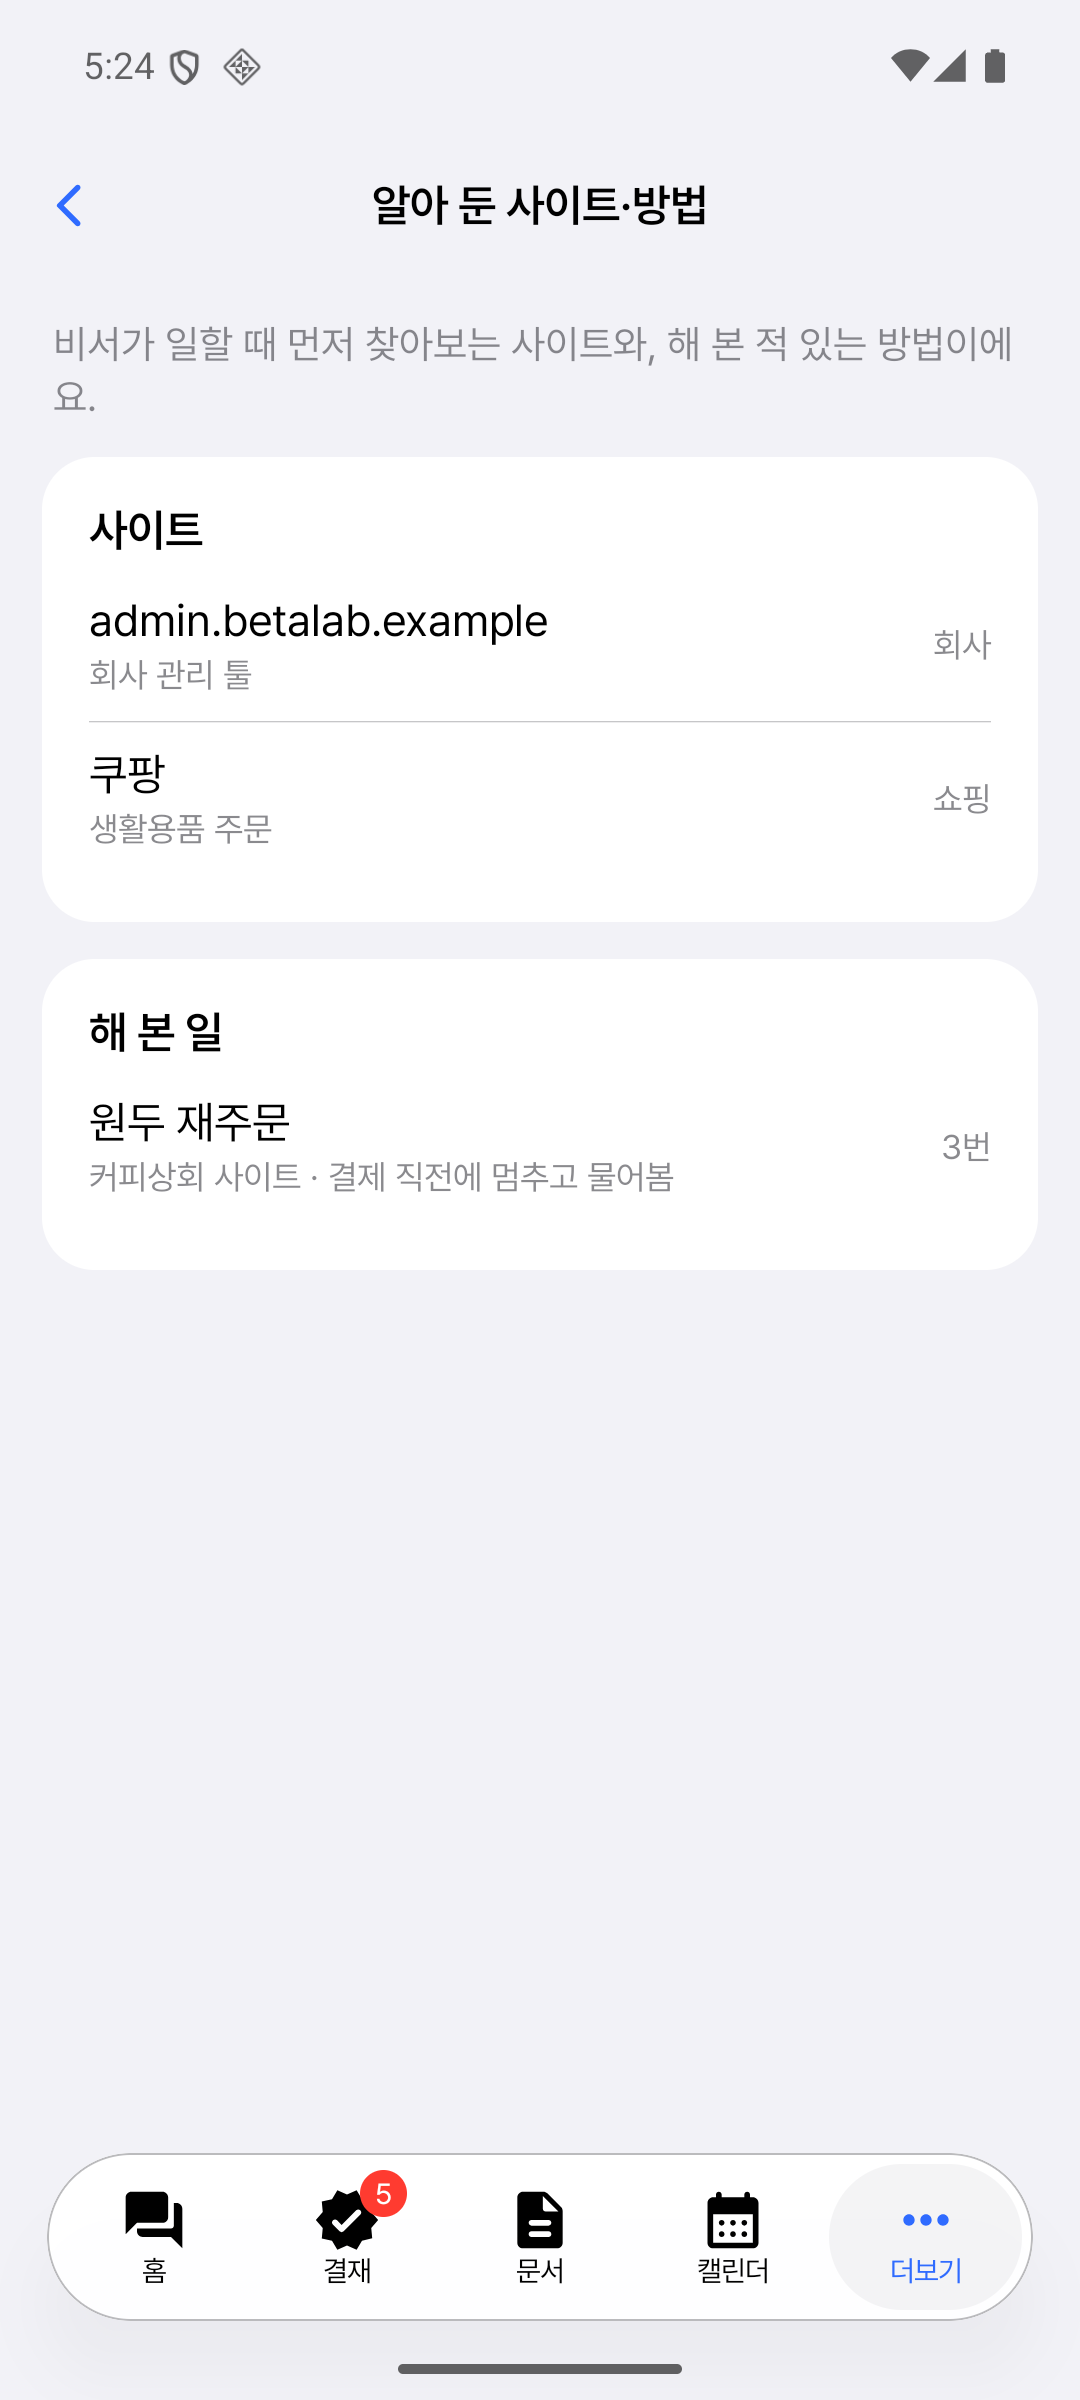 5:24
알아 둔 사이트·방법
비서가 일할 때 먼저 찾아보는 사이트와, 해 본 적 있는 방법이에
요.
사이트
admin.betalab.example
회사 관리 툴
회사
쿠팡
생활용품 주문
쇼핑
해 본 일
원두 재주문
커피상회 사이트 · 결제 직전에 멈추고 물어봄
3번
5
홈
결재
문서
캘린더
더보기